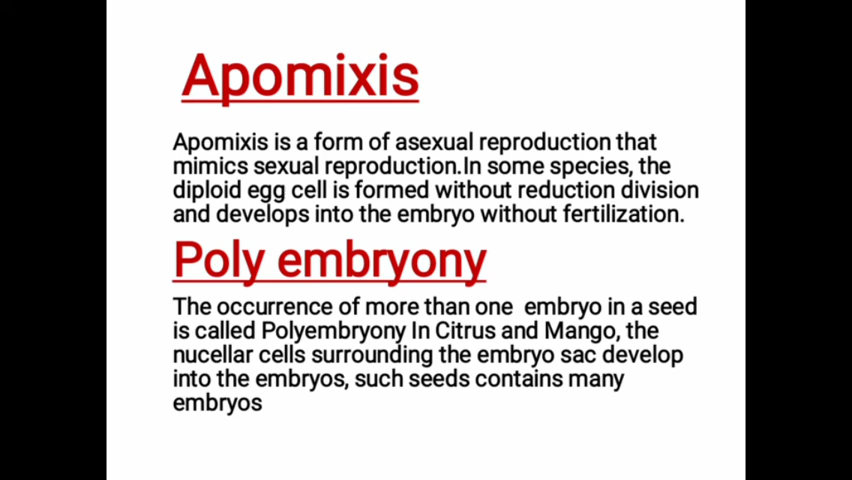 Apomixis
Apomixis is a form of asexual reproduction that
mimics sexual reproduction.In some species, the
diploid egg cell is formed without reduction division
and develops into the embryo without fertilization.
Poly embryony
The occurrence of more than one embryo in a seed
is called Polyembryony In Citrus and Mango, the
nucellar cells surrounding the embryo sac develop
into the embryos, such seeds contains many
embryos